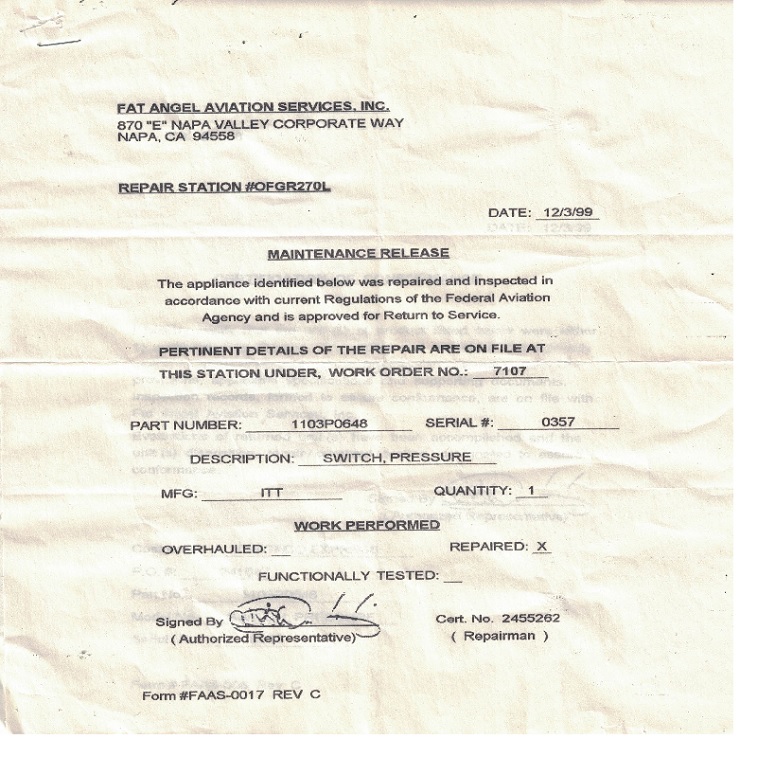 FAT ANGEL AVIATION SERVICES, INC.
870 "E" NAPA VALLEY CORPORATE WAY
NAPA, CA 94558
REPAIR STATION #OFGR270L
DATE: 12/3/99
MAINTENANCE RELEASE
The appliance identified below was repaired and inspected in
accordance with current Regulations of the Federal Aviation
Agency and is approved for Return to Service.
PERTINENT DETAILS OF THE REPAIR ARE ON FILE AT
THIS STATION UNDER, WORK ORDER NO.: 7107
PART NUMBER: 1103P0648 SERIAL #: 0357
DESCRIPTION: SWITCH, PRESSURE
MFG: ITT QUANTITY: 1
WORK PERFORMED
OVERHAULED: __ REPAIRED: X
FUNCTIONALLY TESTED: __
Signed By Cert. No. 2455262
( Authorized Representative) ( Repairman )
Form #FAAS-0017 REV C